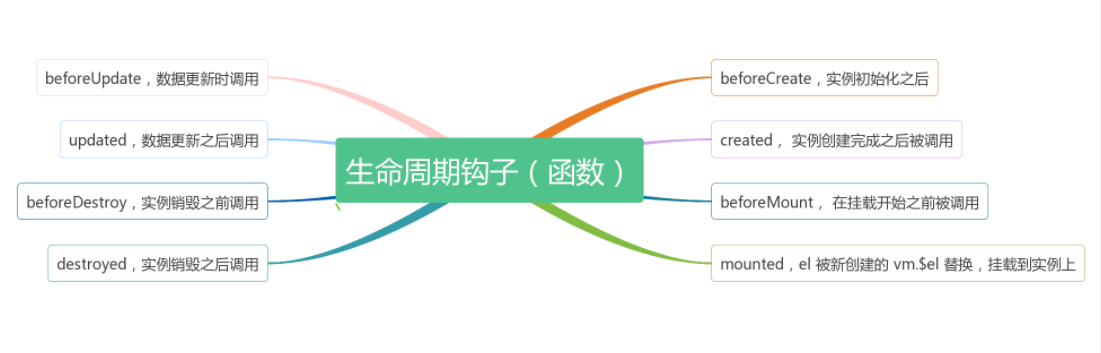 生命周期钩子（函数）
beforeCreate，实例初始化之后
created， 实例创建完成之后被调用
beforeMount， 在挂载开始之前被调用
mounted，el 被新创建的 vm.$el 替换，挂载到实例上
beforeUpdate，数据更新时调用
updated，数据更新之后调用
beforeDestroy，实例销毁之前调用
destroyed，实例销毁之后调用